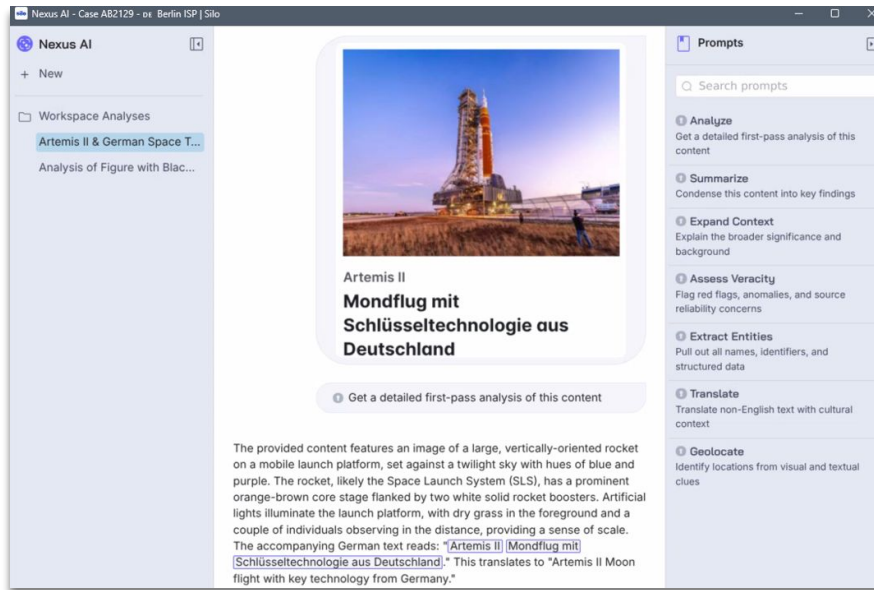 Nexus AI - Case AB2129 - DE Berlin ISP | Silo
Nexus AI
+ New
Workspace Analyses
Artemis II & German Space T...
Analysis of Figure with Blac...
Artemis II
Mondflug mit
Schlüsseltechnologie aus
Deutschland
Get a detailed first-pass analysis of this content
The provided content features an image of a large, vertically-oriented rocket
on a mobile launch platform, set against a twilight sky with hues of blue and
purple. The rocket, likely the Space Launch System (SLS), has a prominent
orange-brown core stage flanked by two white solid rocket boosters. Artificial
lights illuminate the launch platform, with dry grass in the foreground and a
couple of individuals observing in the distance, providing a sense of scale.
The accompanying German text reads: "Artemis II Mondflug mit
Schlüsseltechnologie aus Deutschland." This translates to "Artemis II Moon
flight with key technology from Germany."
Prompts
Search prompts
Analyze
Get a detailed first-pass analysis of this
content
Summarize
Condense this content into key findings
Expand Context
Explain the broader significance and
background
Assess Veracity
Flag red flags, anomalies, and source
reliability concerns
Extract Entities
Pull out all names, identifiers, and
structured data
Translate
Translate non-English text with cultural
context
Geolocate
Identify locations from visual and textual
clues